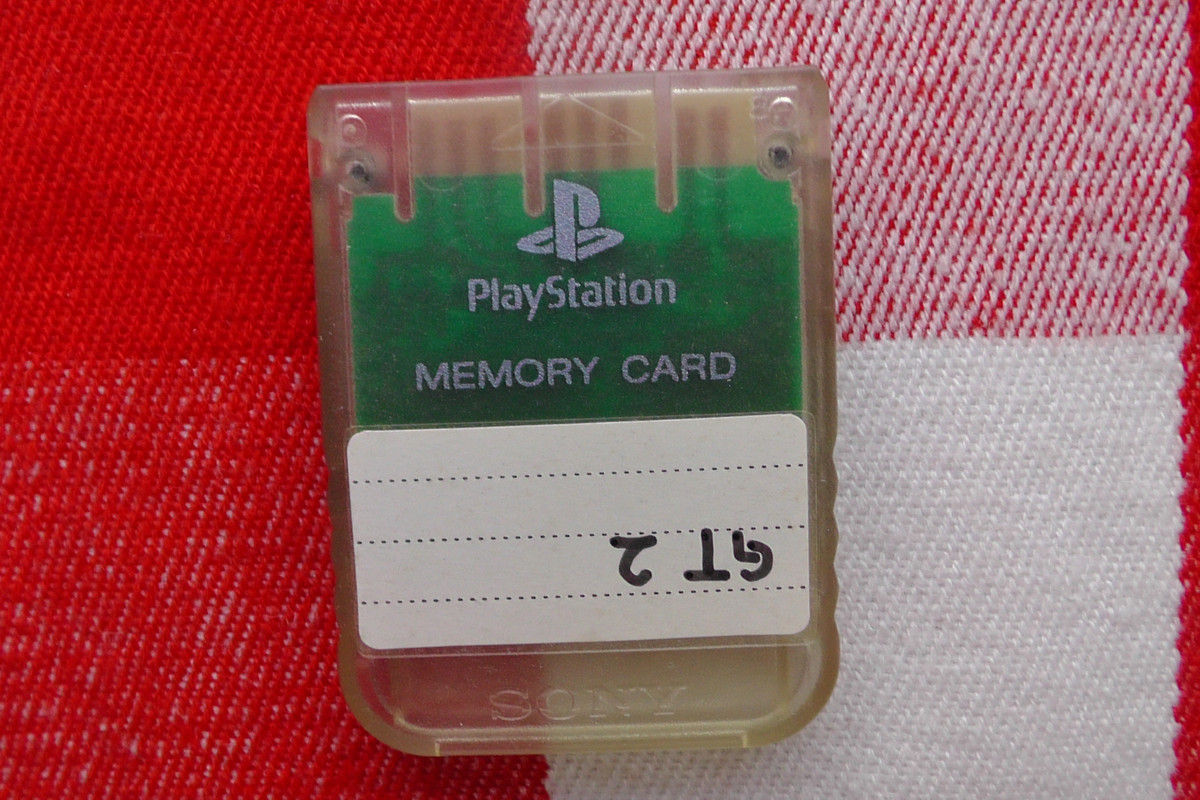 PlayStation
MEMORY CARD
GT 2
SONY